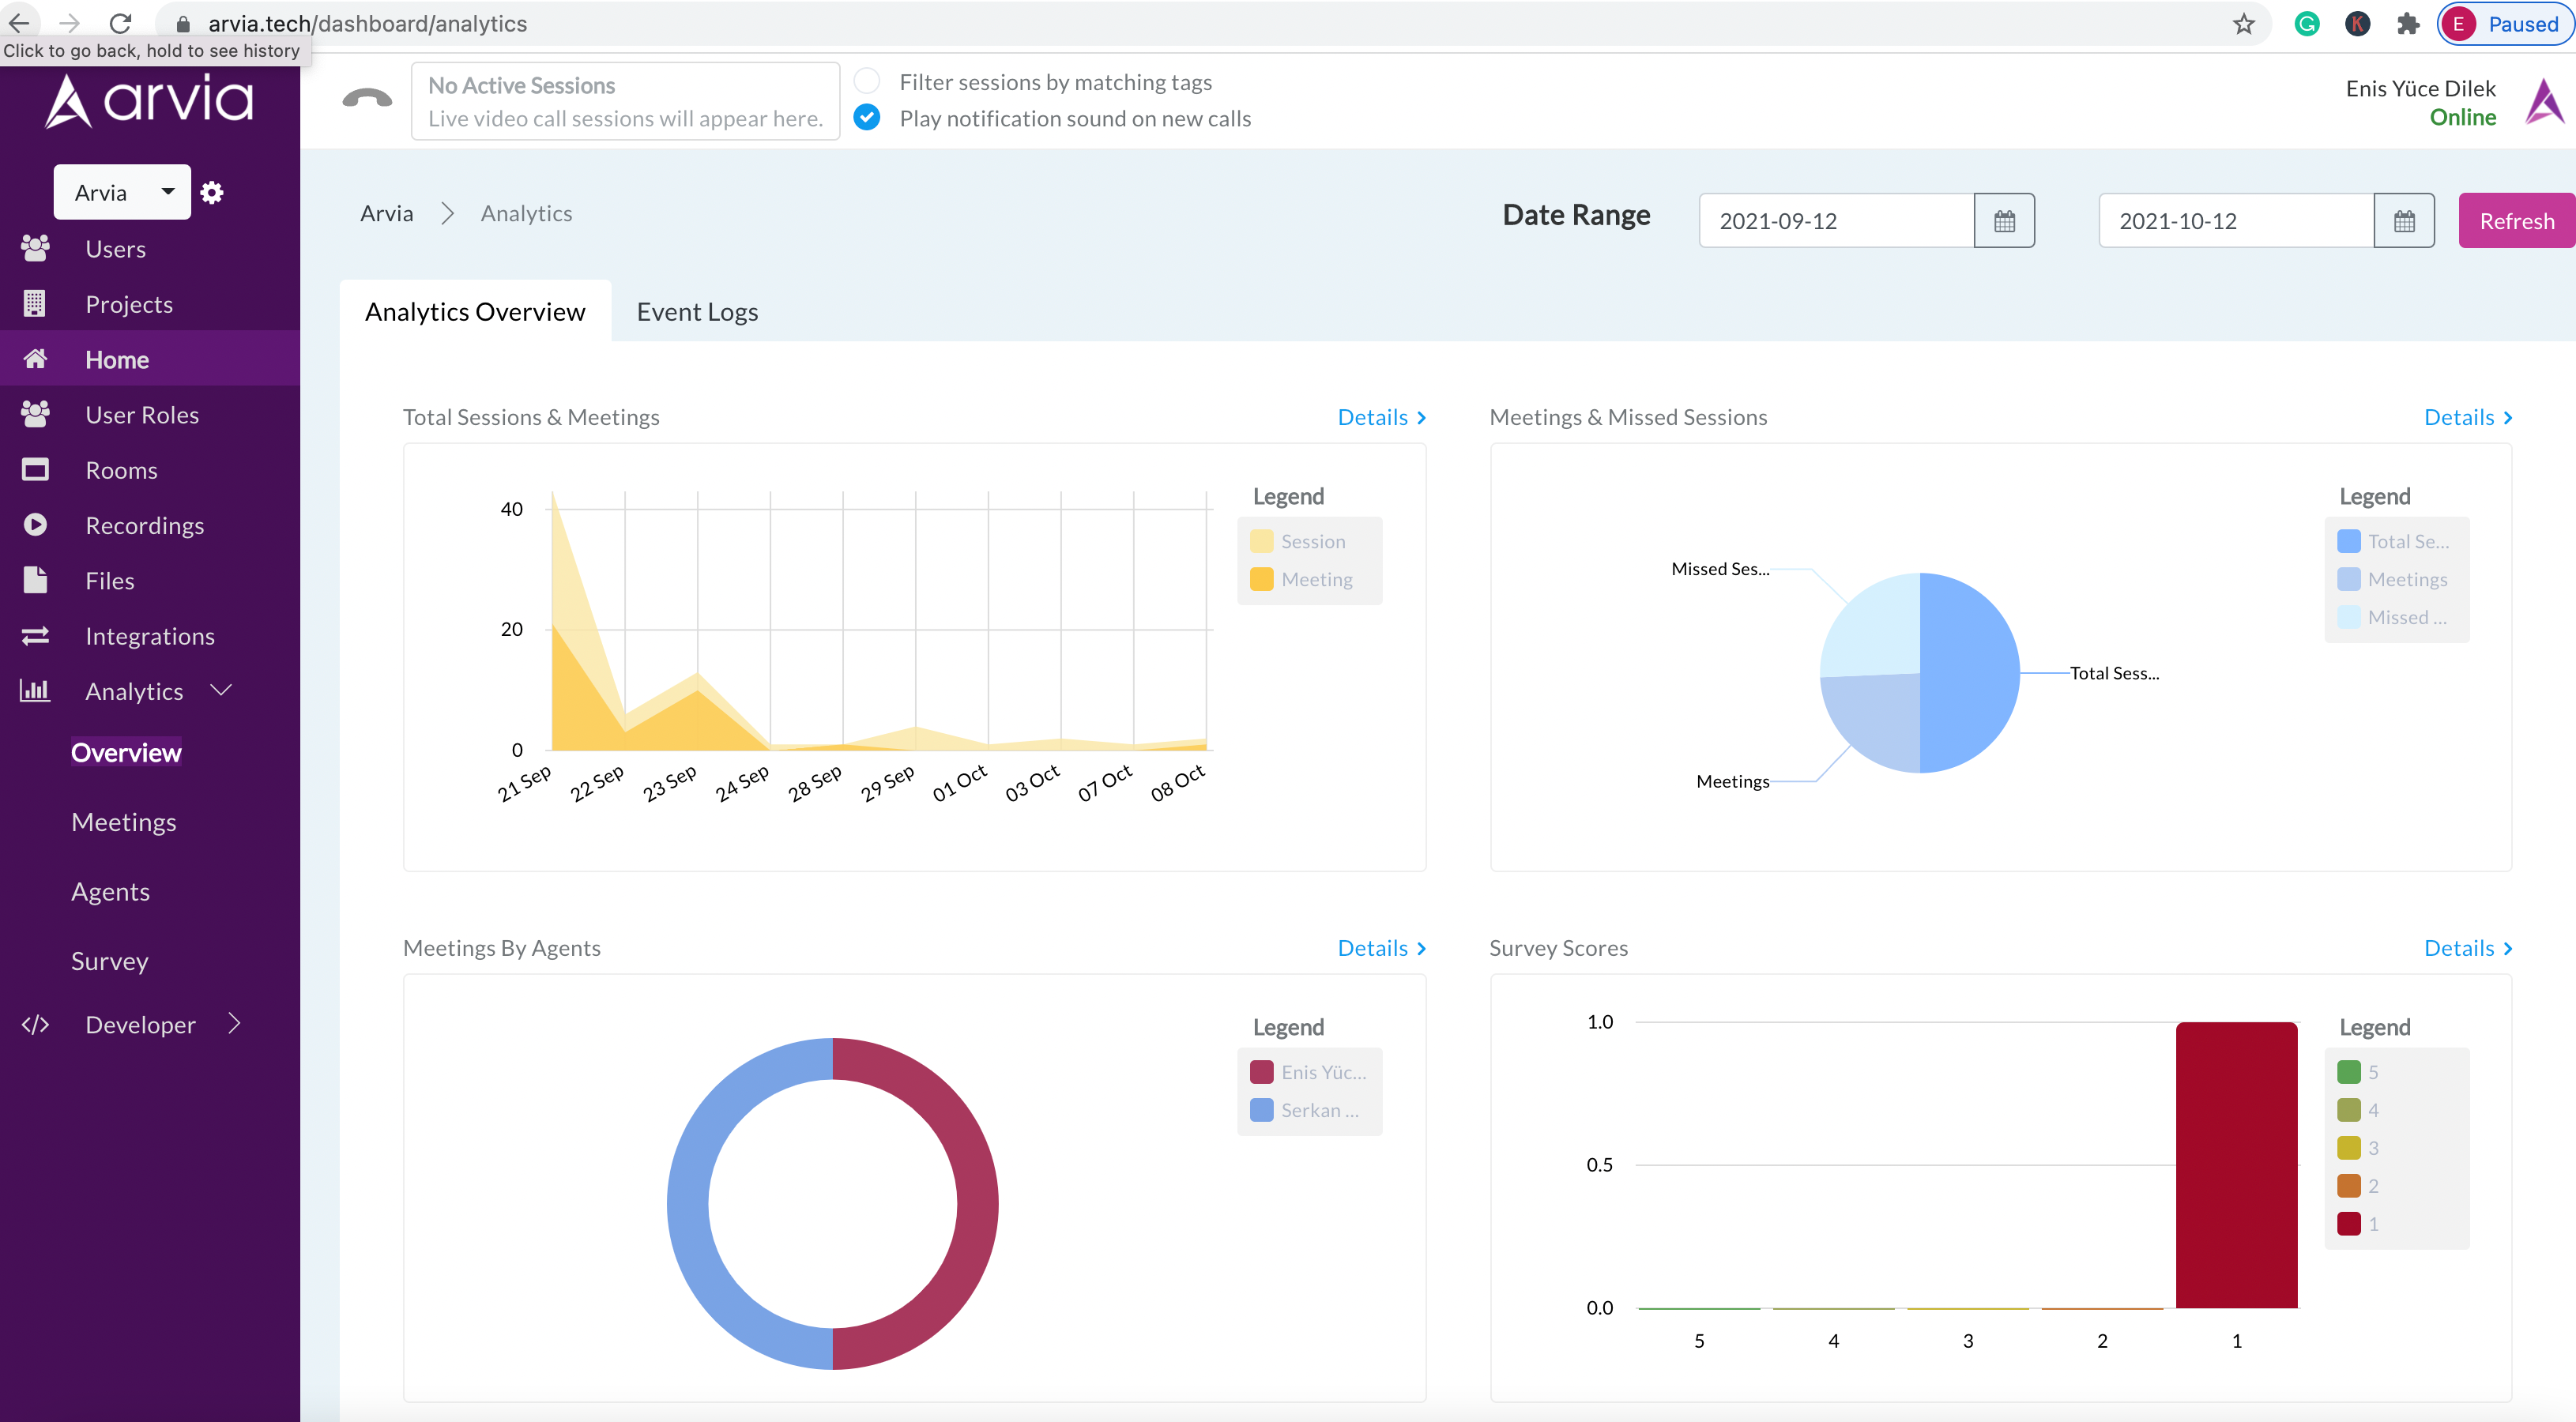 arvia.tech/dashboard/analytics
E Paused
Click to go back, hold to see history
arvia
No Active Sessions
Live video call sessions will appear here.
Filter sessions by matching tags
Play notification sound on new calls
Enis Yüce Dilek
Online
Arvia
Users
Projects
Home
User Roles
Rooms
Recordings
Files
Integrations
Analytics
Overview
Meetings
Agents
Survey
Developer
Arvia Analytics
Date Range 2021-09-12 2021-10-12 Refresh
Analytics Overview Event Logs
Total Sessions & Meetings Details
40
20
0
21 Sep 22 Sep 23 Sep 24 Sep 28 Sep 29 Sep 01 Oct 03 Oct 07 Oct 08 Oct
Legend
Session
Meeting
Meetings & Missed Sessions Details
Missed Ses...
Total Sess...
Meetings
Legend
Total Se...
Meetings
Missed ...
Meetings By Agents Details
Legend
Enis Yüc...
Serkan ...
Survey Scores Details
1.0
0.5
0.0
5 4 3 2 1
Legend
5
4
3
2
1